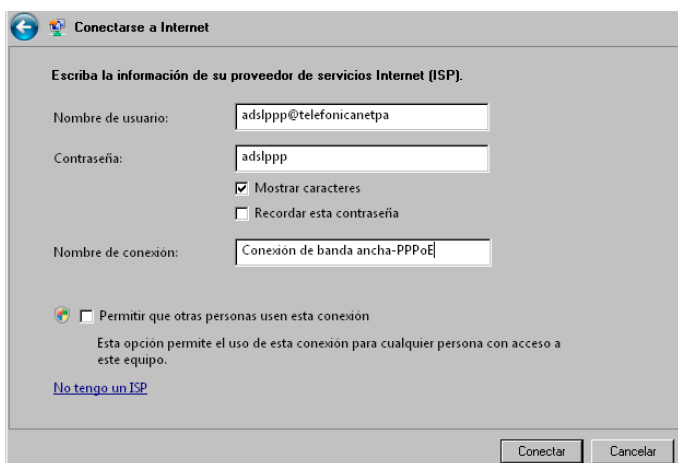 Conectarse a Internet
Escriba la información de su proveedor de servicios Internet (ISP).
Nombre de usuario: adslppp@telefonicanetpa
Contraseña: adslppp
Mostrar caracteres
Recordar esta contraseña
Nombre de conexión: Conexión de banda ancha-PPPoE
Permitir que otras personas usen esta conexión
Esta opción permite el uso de esta conexión para cualquier persona con acceso a
este equipo.
No tengo un ISP
Conectar Cancelar